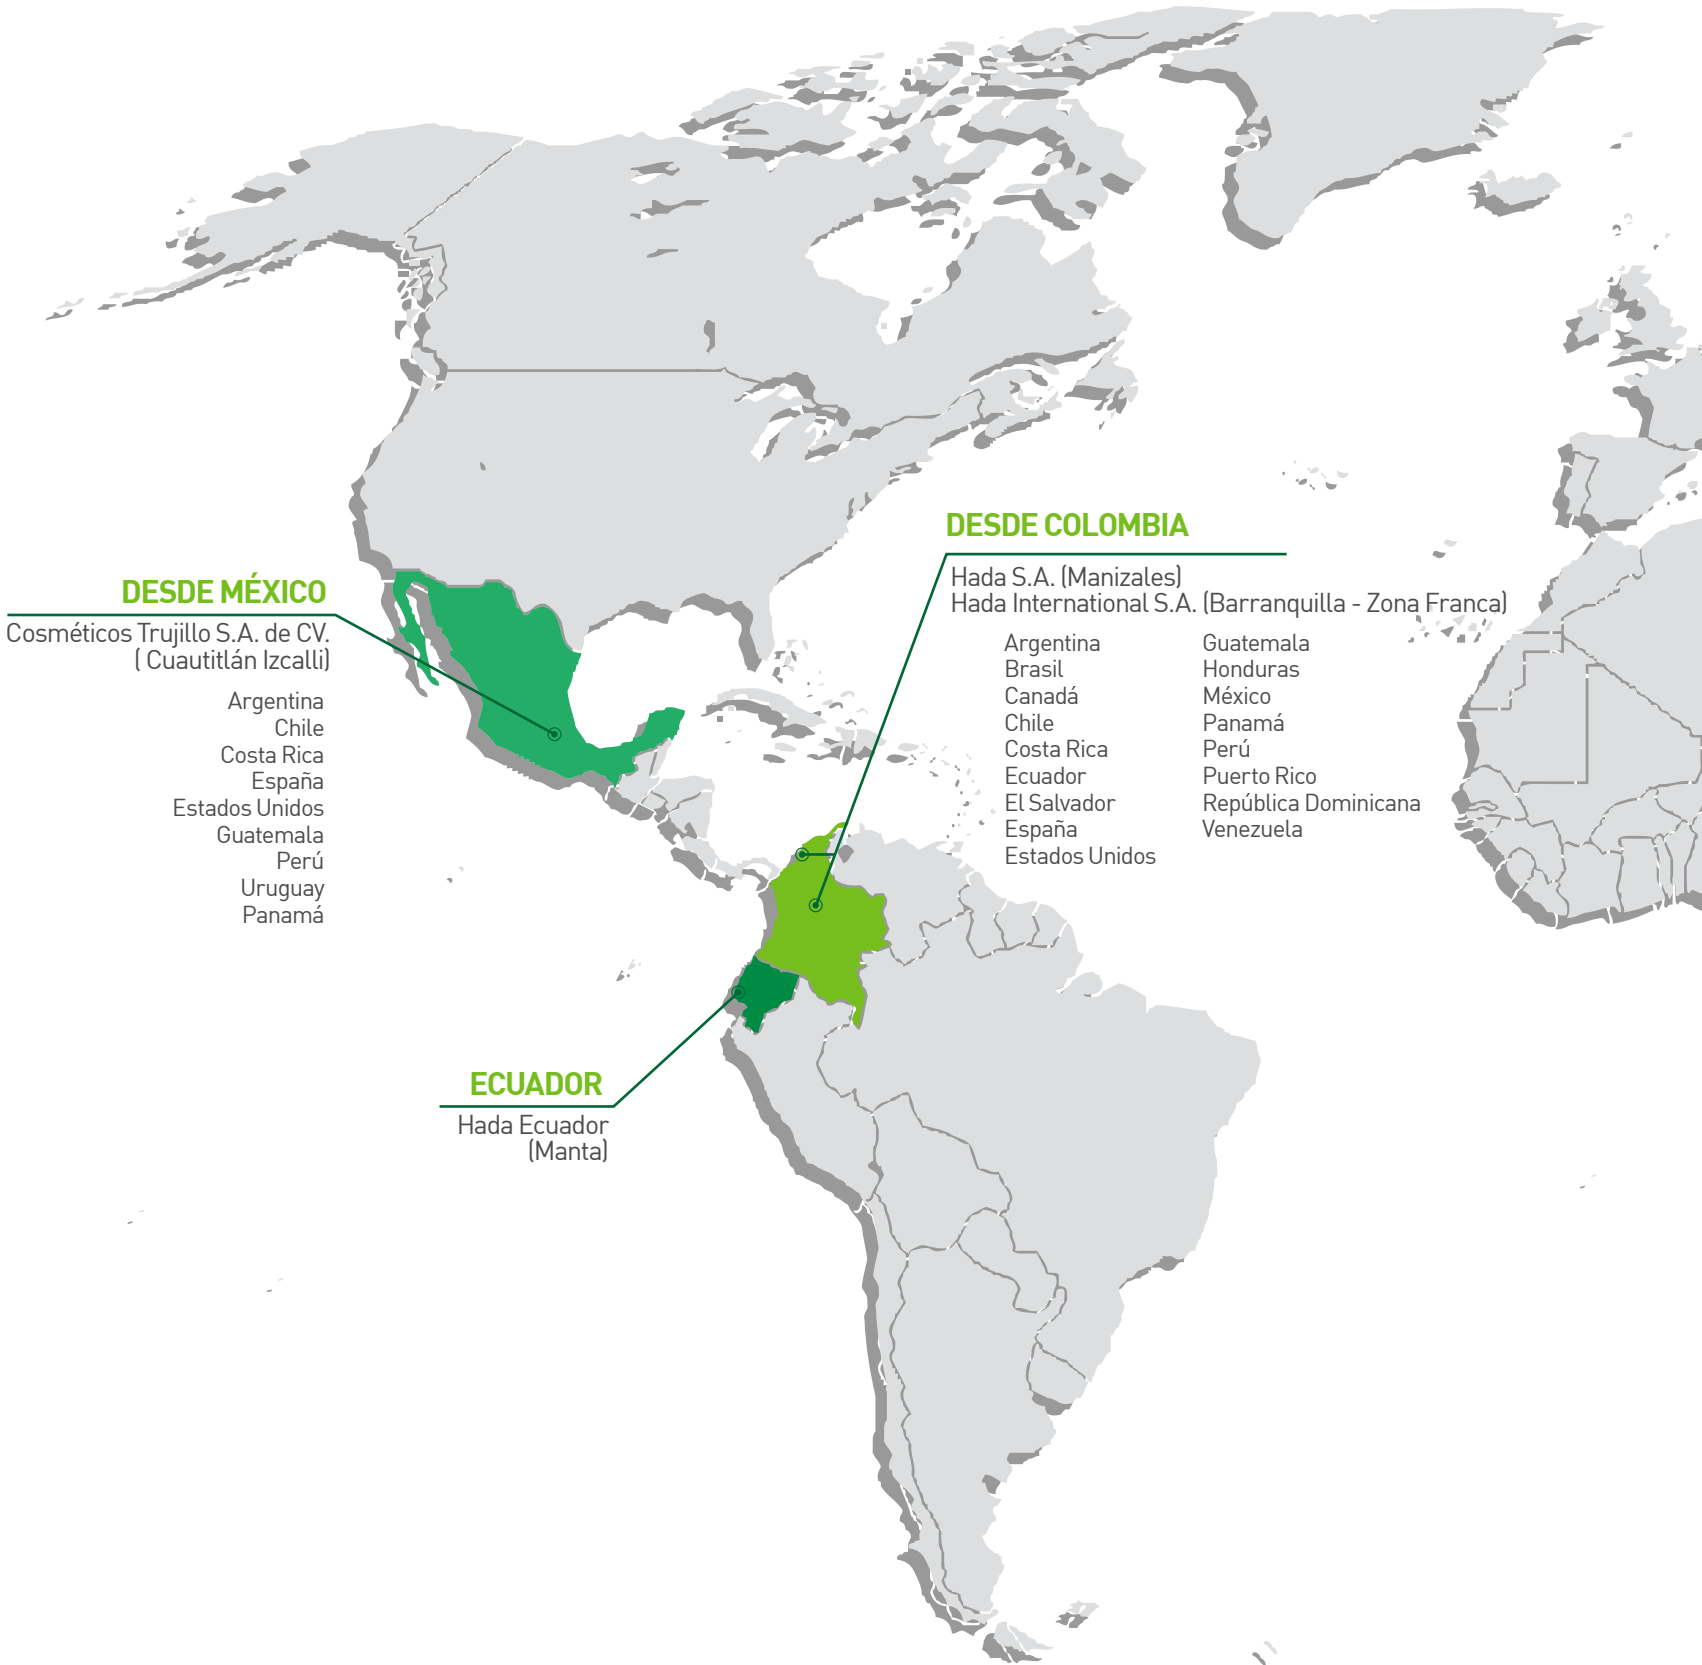 DESDE COLOMBIA
Hada S.A. (Manizales)
Hada International S.A. (Barranquilla - Zona Franca)
Argentina
Brasil
Canadá
Chile
Costa Rica
Ecuador
El Salvador
España
Estados Unidos
Guatemala
Honduras
México
Panamá
Perú
Puerto Rico
República Dominicana
Venezuela
DESDE MÉXICO
Cosméticos Trujillo S.A. de CV.
( Cuautitlán Izcalli)
Argentina
Chile
Costa Rica
España
Estados Unidos
Guatemala
Perú
Uruguay
Panamá
ECUADOR
Hada Ecuador
(Manta)